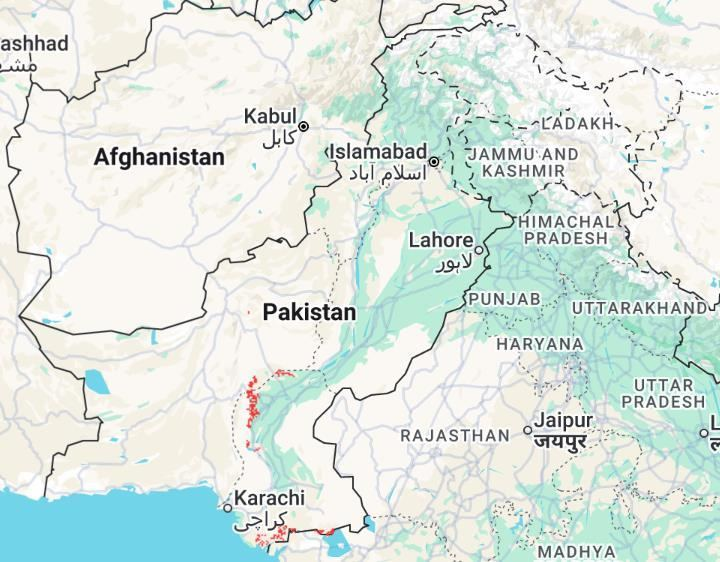 ashhad
مشـ
Kabul
کابل
Afghanistan
Islamabad
اسلام آباد
LADAKH
JAMMU AND
KASHMIR
HIMACHAL
PRADESH
Lahore
لاہور
PUNJAB
UTTARAKHAND
Pakistan
HARYANA
UTTAR
PRADESH
Jaipur
जयपुर
RAJASTHAN
L
Karachi
کراچی
MADHYA